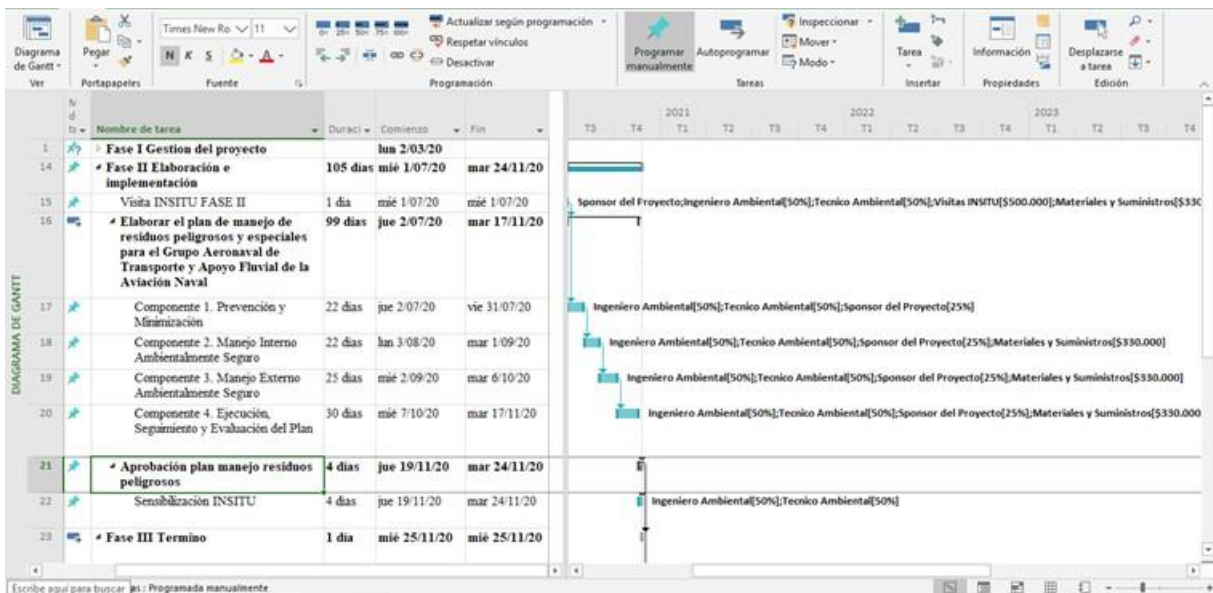 Times New Ro 11
Actualizar según programación
Respetar vínculos
Desactivar
Inspeccionar
Mover
Modo
Diagrama de Gantt
Pegar
N K S
Programar manualmente
Autoprogramar
Tarea
Información
Desplazarse a tarea
Ver Portapapeles Fuente Programación Tareas Insertar Propiedades Edición
2021 2022 2023
Nombre de tarea Duraci Comienzo Fin T3 T4 T1 T2 T3 T4 T1 T2 T3 T4 T1 T2 T3 T4
1 Fase I Gestion del proyecto lun 2/03/20
14 Fase II Elaboración e 105 días mié 1/07/20 mar 24/11/20
implementación
15 Visita INSITU FASE II 1 día mié 1/07/20 mié 1/07/20 Sponsor del Proyecto;Ingeniero Ambiental[50%];Tecnico Ambiental[50%];Visitas INSITU[$500.000];Materiales y Suministros[$330
16 Elaborar el plan de manejo de 99 días jue 2/07/20 mar 17/11/20
residuos peligrosos y especiales
para el Grupo Aeronaval de
Transporte y Apoyo Fluvial de la
Aviación Naval
17 Componente 1. Prevención y 22 días jue 2/07/20 vie 31/07/20 Ingeniero Ambiental[50%];Tecnico Ambiental[50%];Sponsor del Proyecto[25%]
Minimización
18 Componente 2. Manejo Interno 22 días lun 3/08/20 mar 1/09/20 Ingeniero Ambiental[50%];Tecnico Ambiental[50%];Sponsor del Proyecto[25%];Materiales y Suministros[$330.000]
Ambientalmente Seguro
19 Componente 3. Manejo Externo 25 días mié 2/09/20 mar 6/10/20 Ingeniero Ambiental[50%];Tecnico Ambiental[50%];Sponsor del Proyecto[25%];Materiales y Suministros[$330.000]
Ambientalmente Seguro
20 Componente 4. Ejecución, 30 días mié 7/10/20 mar 17/11/20 Ingeniero Ambiental[50%];Tecnico Ambiental[50%];Sponsor del Proyecto[25%];Materiales y Suministros[$330.000
Seguimiento y Evaluación del Plan
21 Aprobación plan manejo residuos 4 días jue 19/11/20 mar 24/11/20
peligrosos
22 Sensibilización INSITU 4 días jue 19/11/20 mar 24/11/20 Ingeniero Ambiental[50%];Tecnico Ambiental[50%]
23 Fase III Termino 1 día mié 25/11/20 mié 25/11/20
DIAGRAMA DE GANTT
Escribe aquí para buscar as : Programada manualmente